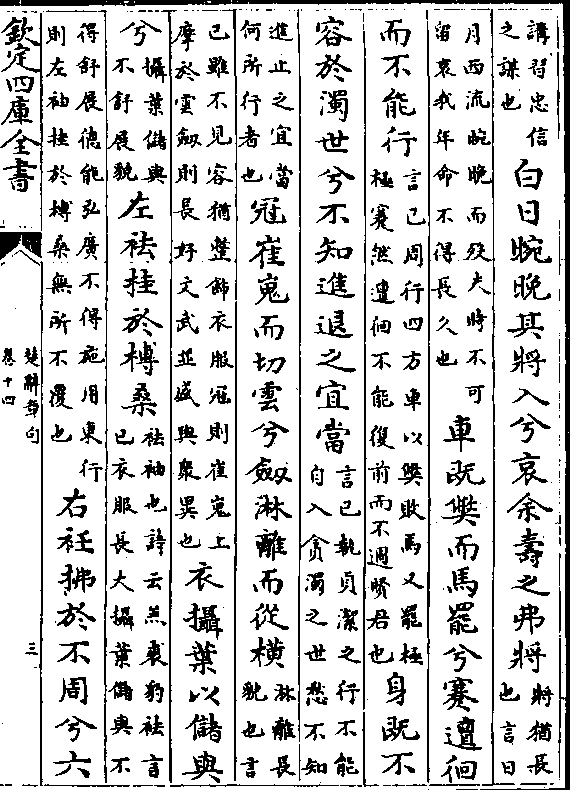 講習忠信
之謀也
白日晼晚其將入兮哀余壽之弗將
將猶長
也言日
月西流晼晚而歿夫時不可
留哀我年命不得長久也
車既弊而馬罷兮蹇邅徊
而不能行
言己周行四方車以弊敗馬又罷極
極蹇然邅徊不能復前而不遇賢君也
身既不
容於濁世兮不知進退之宜當
言己執貞潔之行不能
自入貪濁之世愁不知
進止之宜當
何所行者也
冠崔嵬而切雲兮劔淋離而從橫
淋離長
貌也言
己雖不見容猶整飾衣服冠則崔嵬上
摩於雲劔則長好文武並盛與衆異也
衣攝葉以儲與
兮
攝葉儲與
不舒展貌
左袪挂於榑桑
袪袖也詩云羔裘豹袪言
己衣服長大攝葉儲與不
得舒展德能弘廣不得施用東行
則左袖挂於榑桑無所不覆也
右衽拂於不周兮六
欽定四庫全書
楚辭章句
卷十四
三